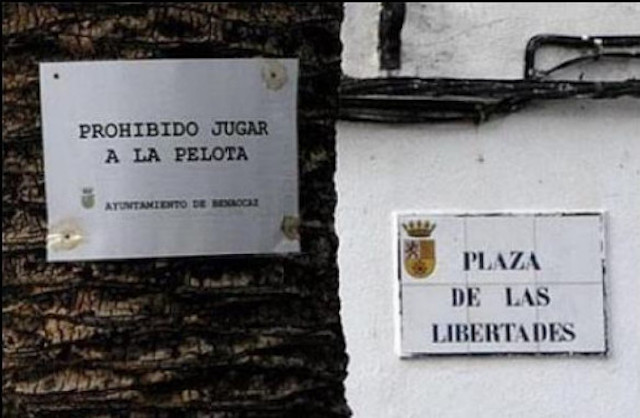 PROHIBIDO JUGAR
A LA PELOTA
AYUNTAMIENTO DE BENAOCAZ
PLAZA
DE LAS
LIBERTADES